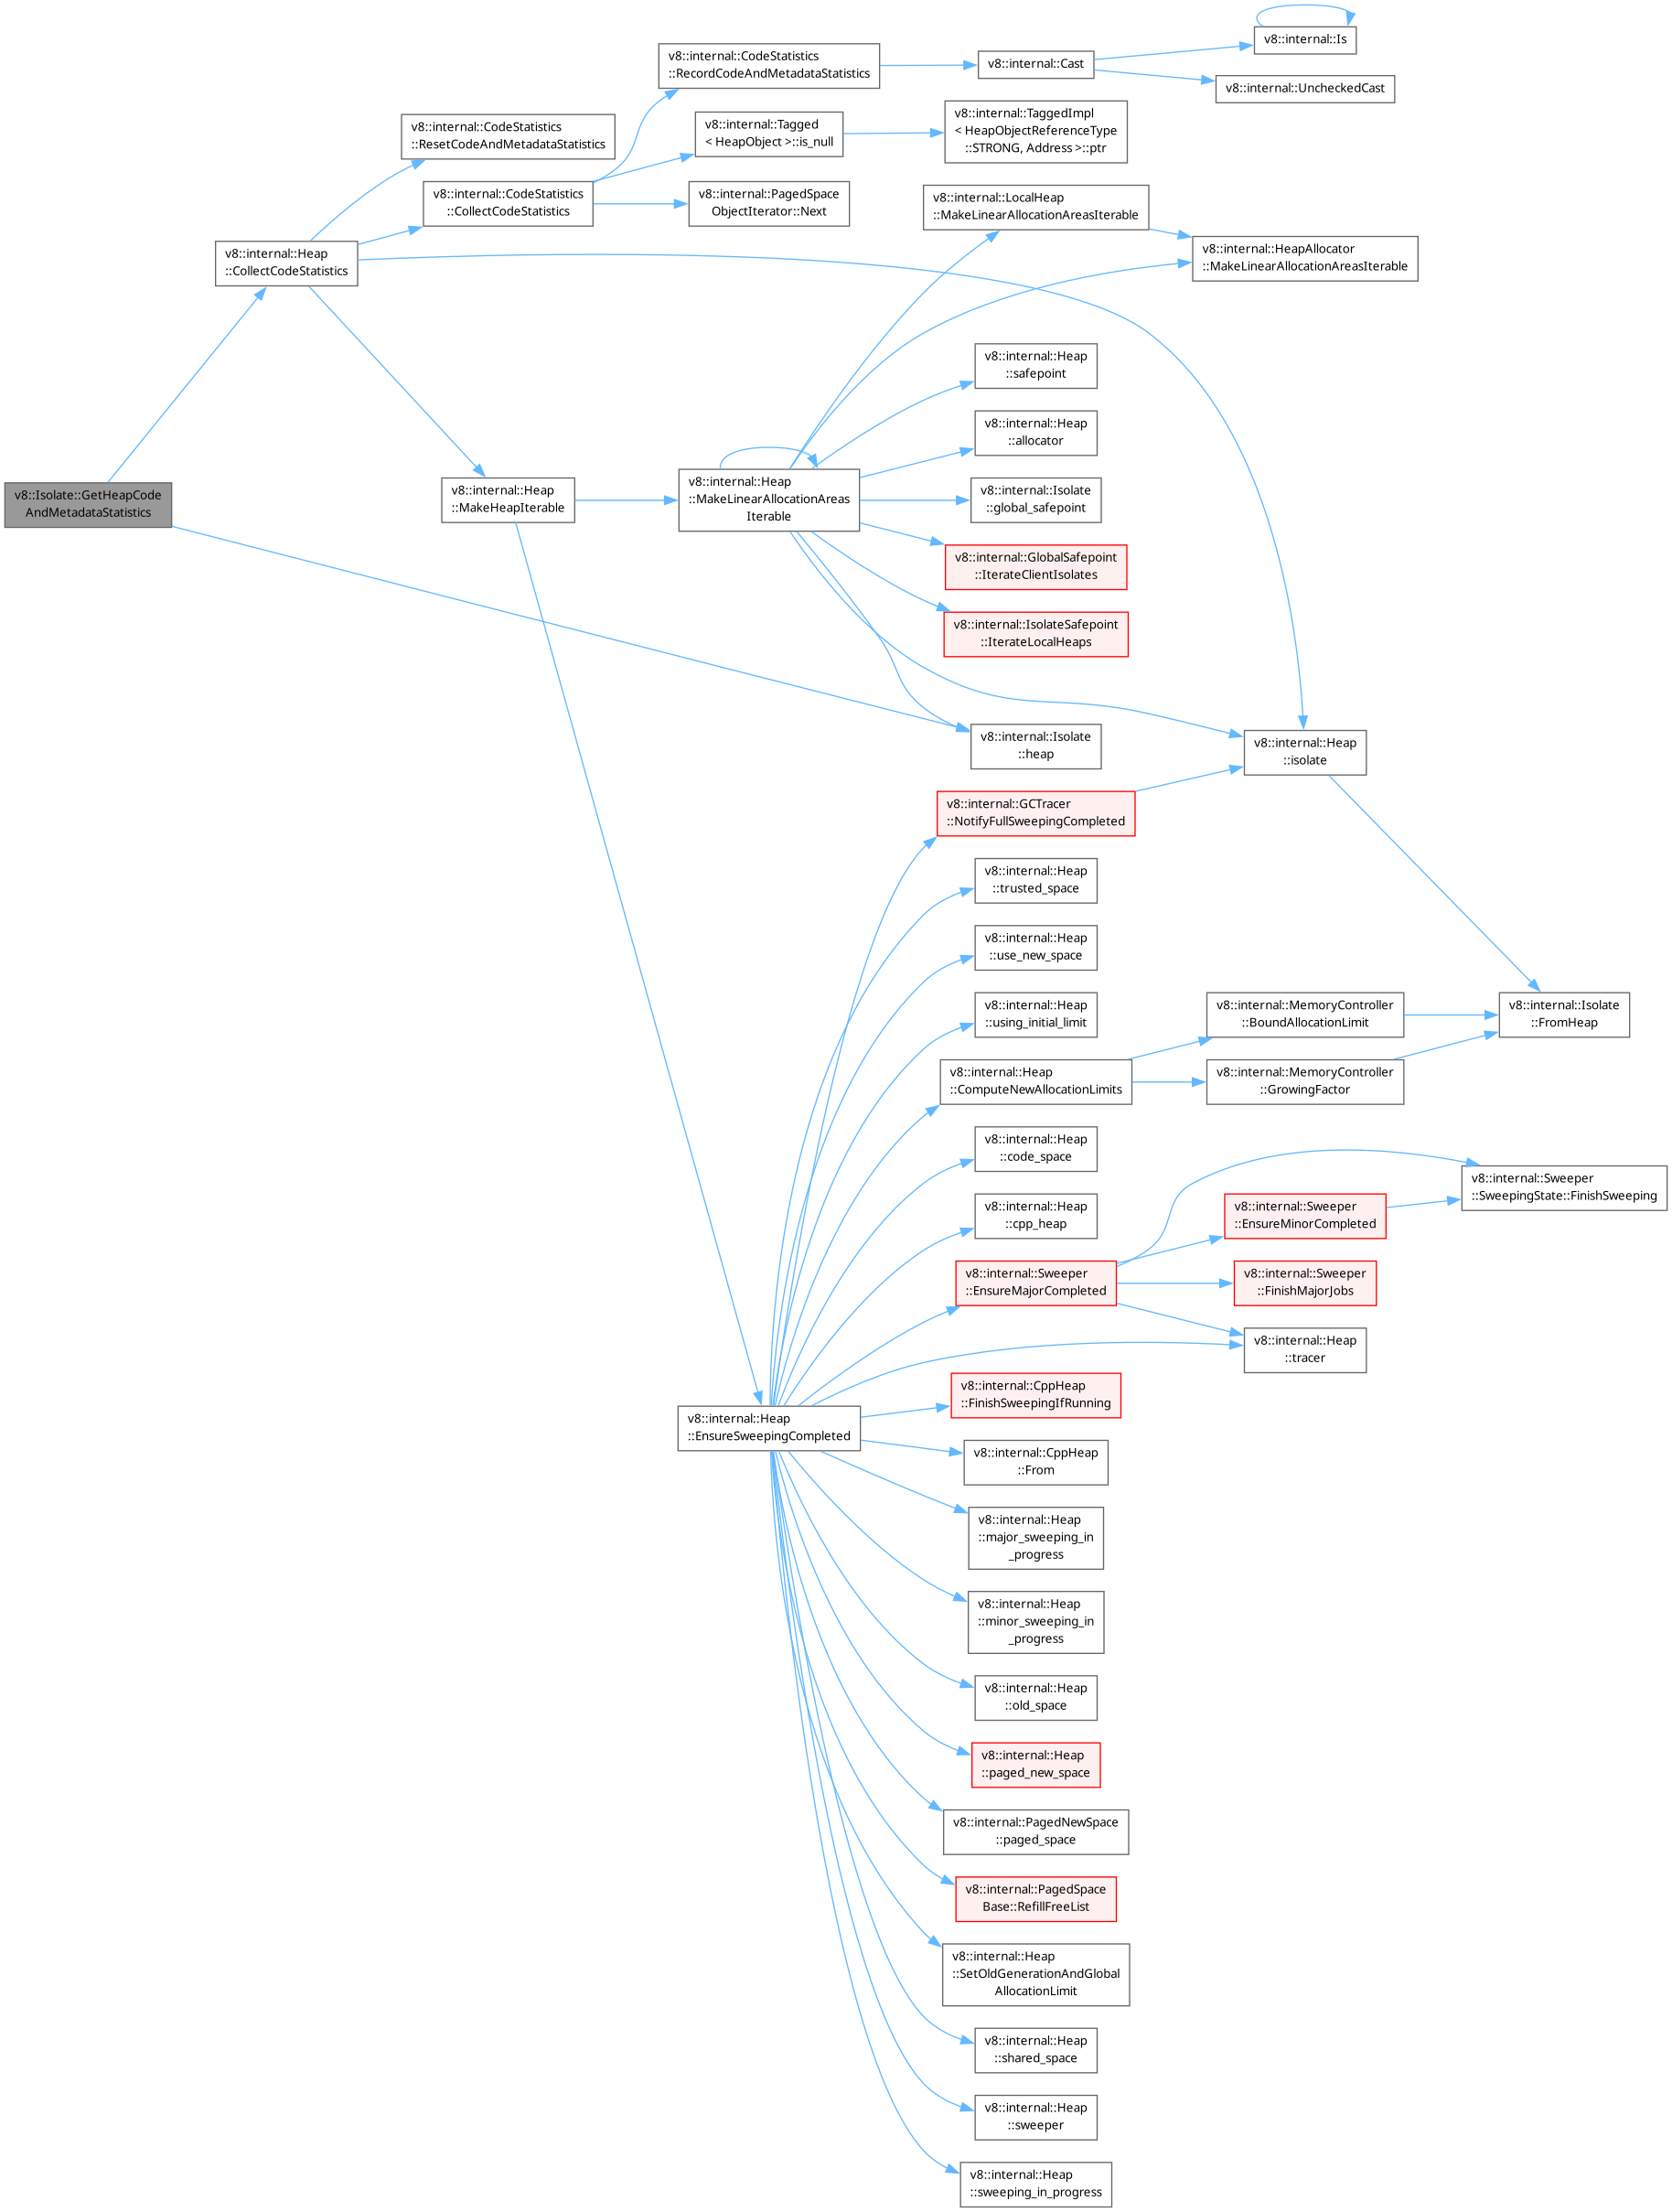 v8::internal::Is
v8::internal::CodeStatistics
::RecordCodeAndMetadataStatistics
v8::internal::Cast
v8::internal::UncheckedCast
v8::internal::CodeStatistics
::ResetCodeAndMetadataStatistics
v8::internal::Tagged
< HeapObject >::is_null
v8::internal::TaggedImpl
< HeapObjectReferenceType
::STRONG, Address >::ptr
v8::internal::CodeStatistics
::CollectCodeStatistics
v8::internal::PagedSpace
ObjectIterator::Next
v8::internal::LocalHeap
::MakeLinearAllocationAreasIterable
v8::internal::Heap
::CollectCodeStatistics
v8::internal::HeapAllocator
::MakeLinearAllocationAreasIterable
v8::internal::Heap
::safepoint
v8::internal::Heap
::allocator
v8::Isolate::GetHeapCode
AndMetadataStatistics
v8::internal::Heap
::MakeHeapIterable
v8::internal::Heap
::MakeLinearAllocationAreas
Iterable
v8::internal::Isolate
::global_safepoint
v8::internal::GlobalSafepoint
::IterateClientIsolates
v8::internal::IsolateSafepoint
::IterateLocalHeaps
v8::internal::Isolate
::heap
v8::internal::Heap
::isolate
v8::internal::GCTracer
::NotifyFullSweepingCompleted
v8::internal::Heap
::trusted_space
v8::internal::Heap
::use_new_space
v8::internal::Heap
::using_initial_limit
v8::internal::MemoryController
::BoundAllocationLimit
v8::internal::Isolate
::FromHeap
v8::internal::Heap
::ComputeNewAllocationLimits
v8::internal::MemoryController
::GrowingFactor
v8::internal::Heap
::code_space
v8::internal::Heap
::cpp_heap
v8::internal::Sweeper
::EnsureMinorCompleted
v8::internal::Sweeper
::SweepingState::FinishSweeping
v8::internal::Sweeper
::EnsureMajorCompleted
v8::internal::Sweeper
::FinishMajorJobs
v8::internal::Heap
::tracer
v8::internal::CppHeap
::FinishSweepingIfRunning
v8::internal::Heap
::EnsureSweepingCompleted
v8::internal::CppHeap
::From
v8::internal::Heap
::major_sweeping_in
_progress
v8::internal::Heap
::minor_sweeping_in
_progress
v8::internal::Heap
::old_space
v8::internal::Heap
::paged_new_space
v8::internal::PagedNewSpace
::paged_space
v8::internal::PagedSpace
Base::RefillFreeList
v8::internal::Heap
::SetOldGenerationAndGlobal
AllocationLimit
v8::internal::Heap
::shared_space
v8::internal::Heap
::sweeper
v8::internal::Heap
::sweeping_in_progress